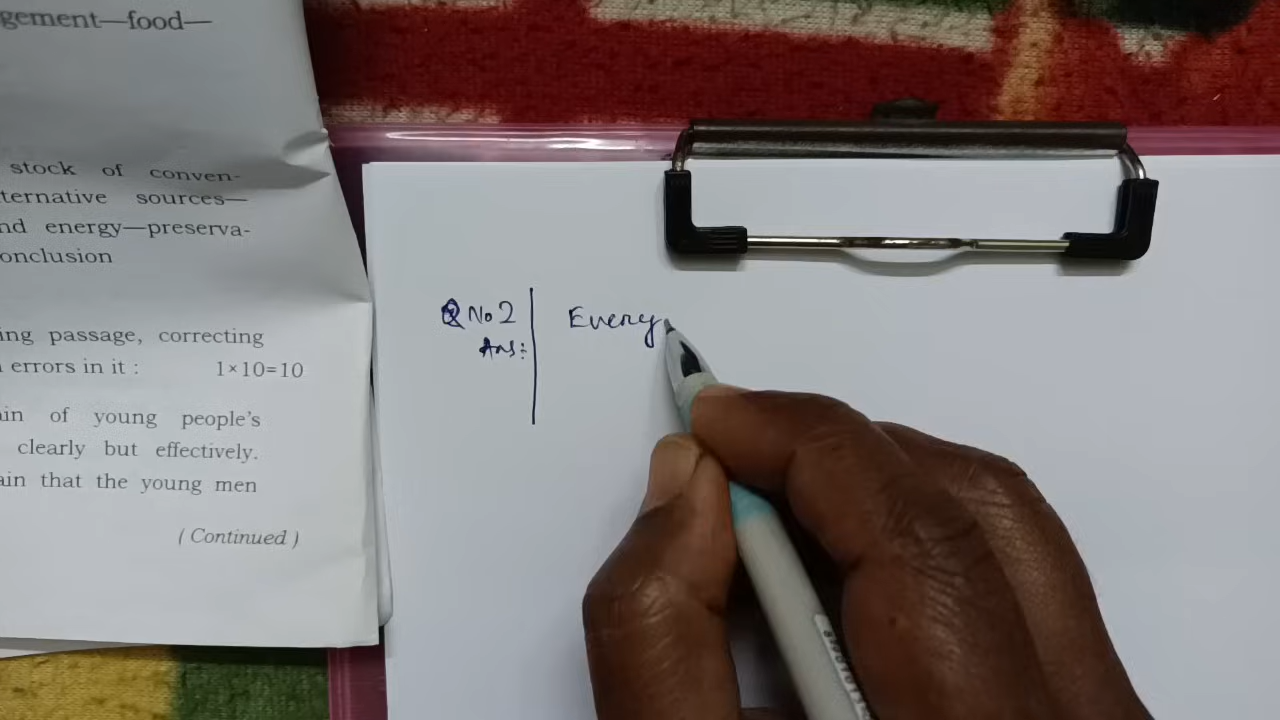 gement—food—
stock of conven-
ternative sources—
nd energy—preserva-
onclusion
ing passage, correcting
errors in it : 1×10=10
ain of young people's
clearly but effectively.
ain that the young men
( Continued )
Q No 2
Ans:
Every